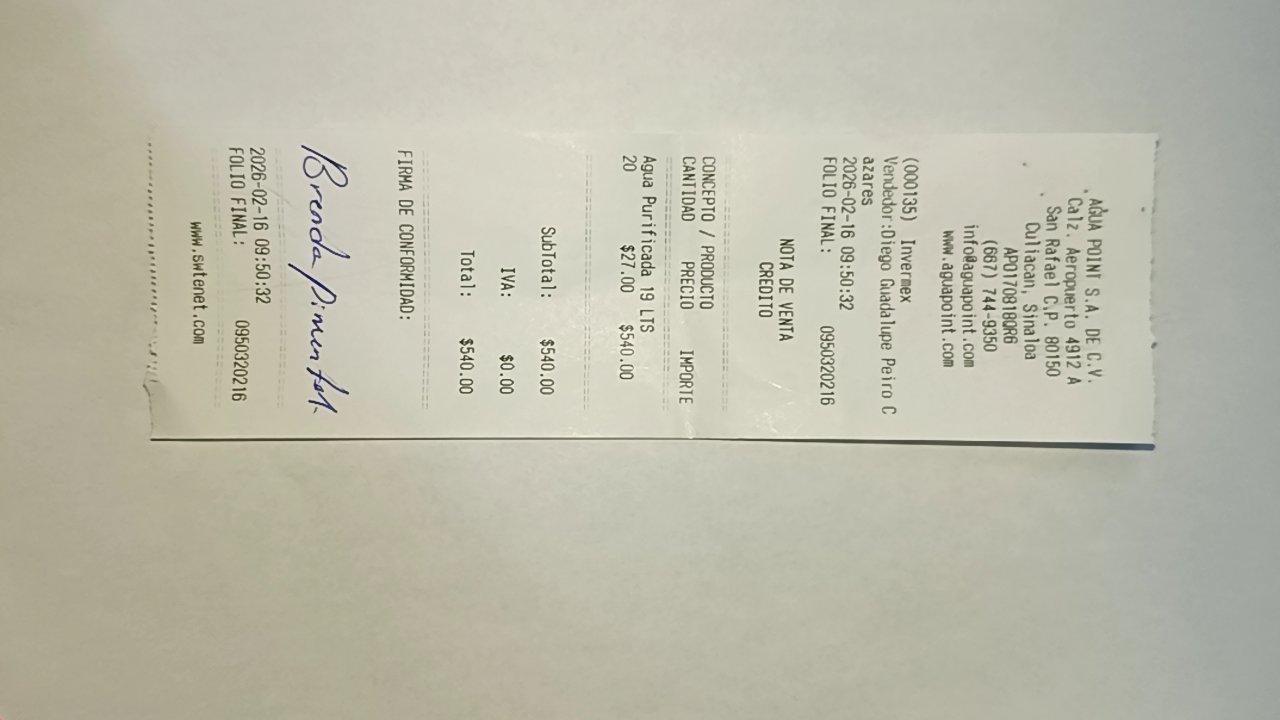 AGUA POINT S.A. DE C.V.
Calz. Aeropuerto 4912 A
San Rafael C.P. 80150
Culiacan, Sinaloa
APO170818QR6
(667) 744-9350
info@aguapoint.com
www.aguapoint.com
(000135) Invermex
Vendedor:Diego Guadalupe Peiro C
azares
2026-02-16 09:50:32
FOLIO FINAL: 0950320216
NOTA DE VENTA
CREDITO
CONCEPTO / PRODUCTO
CANTIDAD PRECIO IMPORTE
Agua Purificada 19 LTS
20 $27.00 $540.00
SubTotal: $540.00
IVA: $0.00
Total: $540.00
FIRMA DE CONFORMIDAD:
Brenda Pimentel.
2026-02-16 09:50:32
FOLIO FINAL: 0950320216
www.swtenet.com